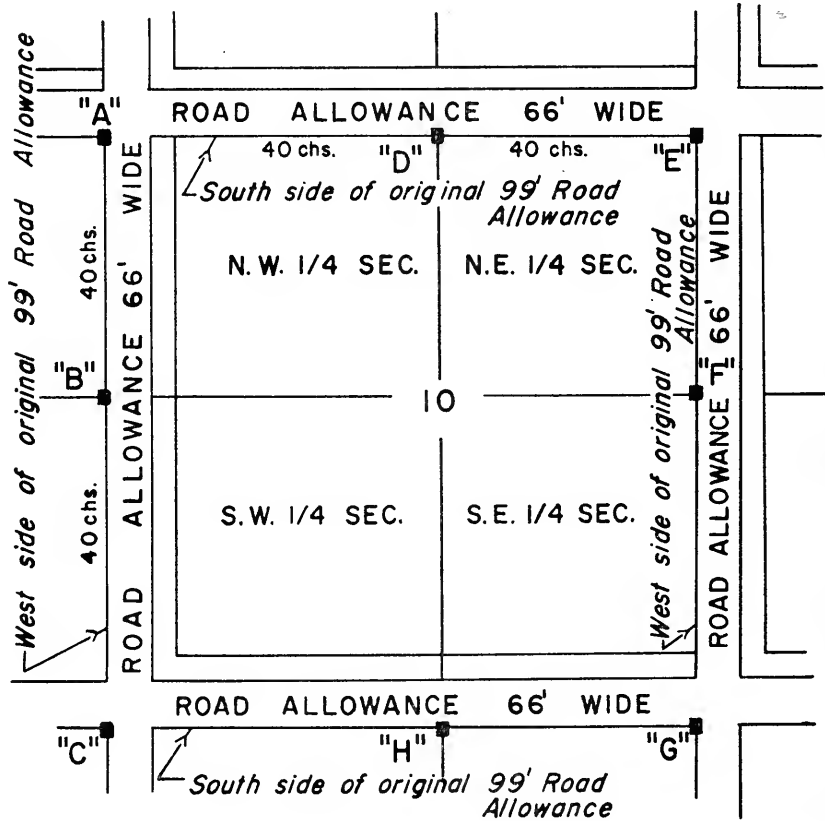 "A"
ROAD ALLOWANCE 66' WIDE
40 chs. "D" 40 chs. "E"
South side of original 99' Road
Allowance
West side of original 99' Road Allowance
40 chs.
"B"
40 chs.
ROAD ALLOWANCE 66' WIDE
N.W. 1/4 SEC. N.E. 1/4 SEC.
10
S.W. 1/4 SEC. S.E. 1/4 SEC.
West side of original 99' Road
Allowance
"F"
ROAD ALLOWANCE 66' WIDE
ROAD ALLOWANCE 66' WIDE
"C" "H" "G"
South side of original 99' Road
Allowance